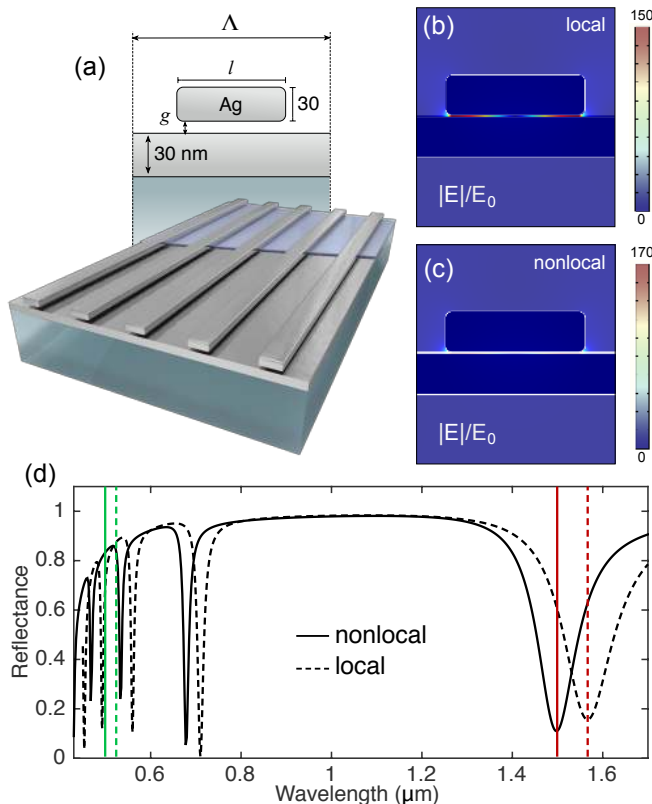 (a)
Λ
l
Ag
30
g
30 nm
(b)
local
|E|/E₀
150
0
(c)
nonlocal
|E|/E₀
170
0
(d)
Reflectance
1
0.8
0.6
0.4
0.2
0
nonlocal
local
0.6 0.8 1 1.2 1.4 1.6
Wavelength (μm)